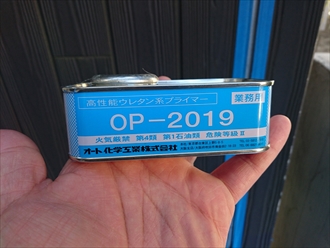 高性能ウレタン系プライマー
業務用
OP-2019
火気厳禁 第4類 第1石油類 危険等級Ⅱ
オート化学工業株式会社